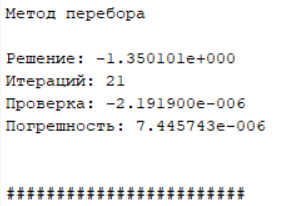 Метод перебора
Решение: -1.350101e+000
Итераций: 21
Проверка: -2.191900e-006
Погрешность: 7.445743e-006
########################